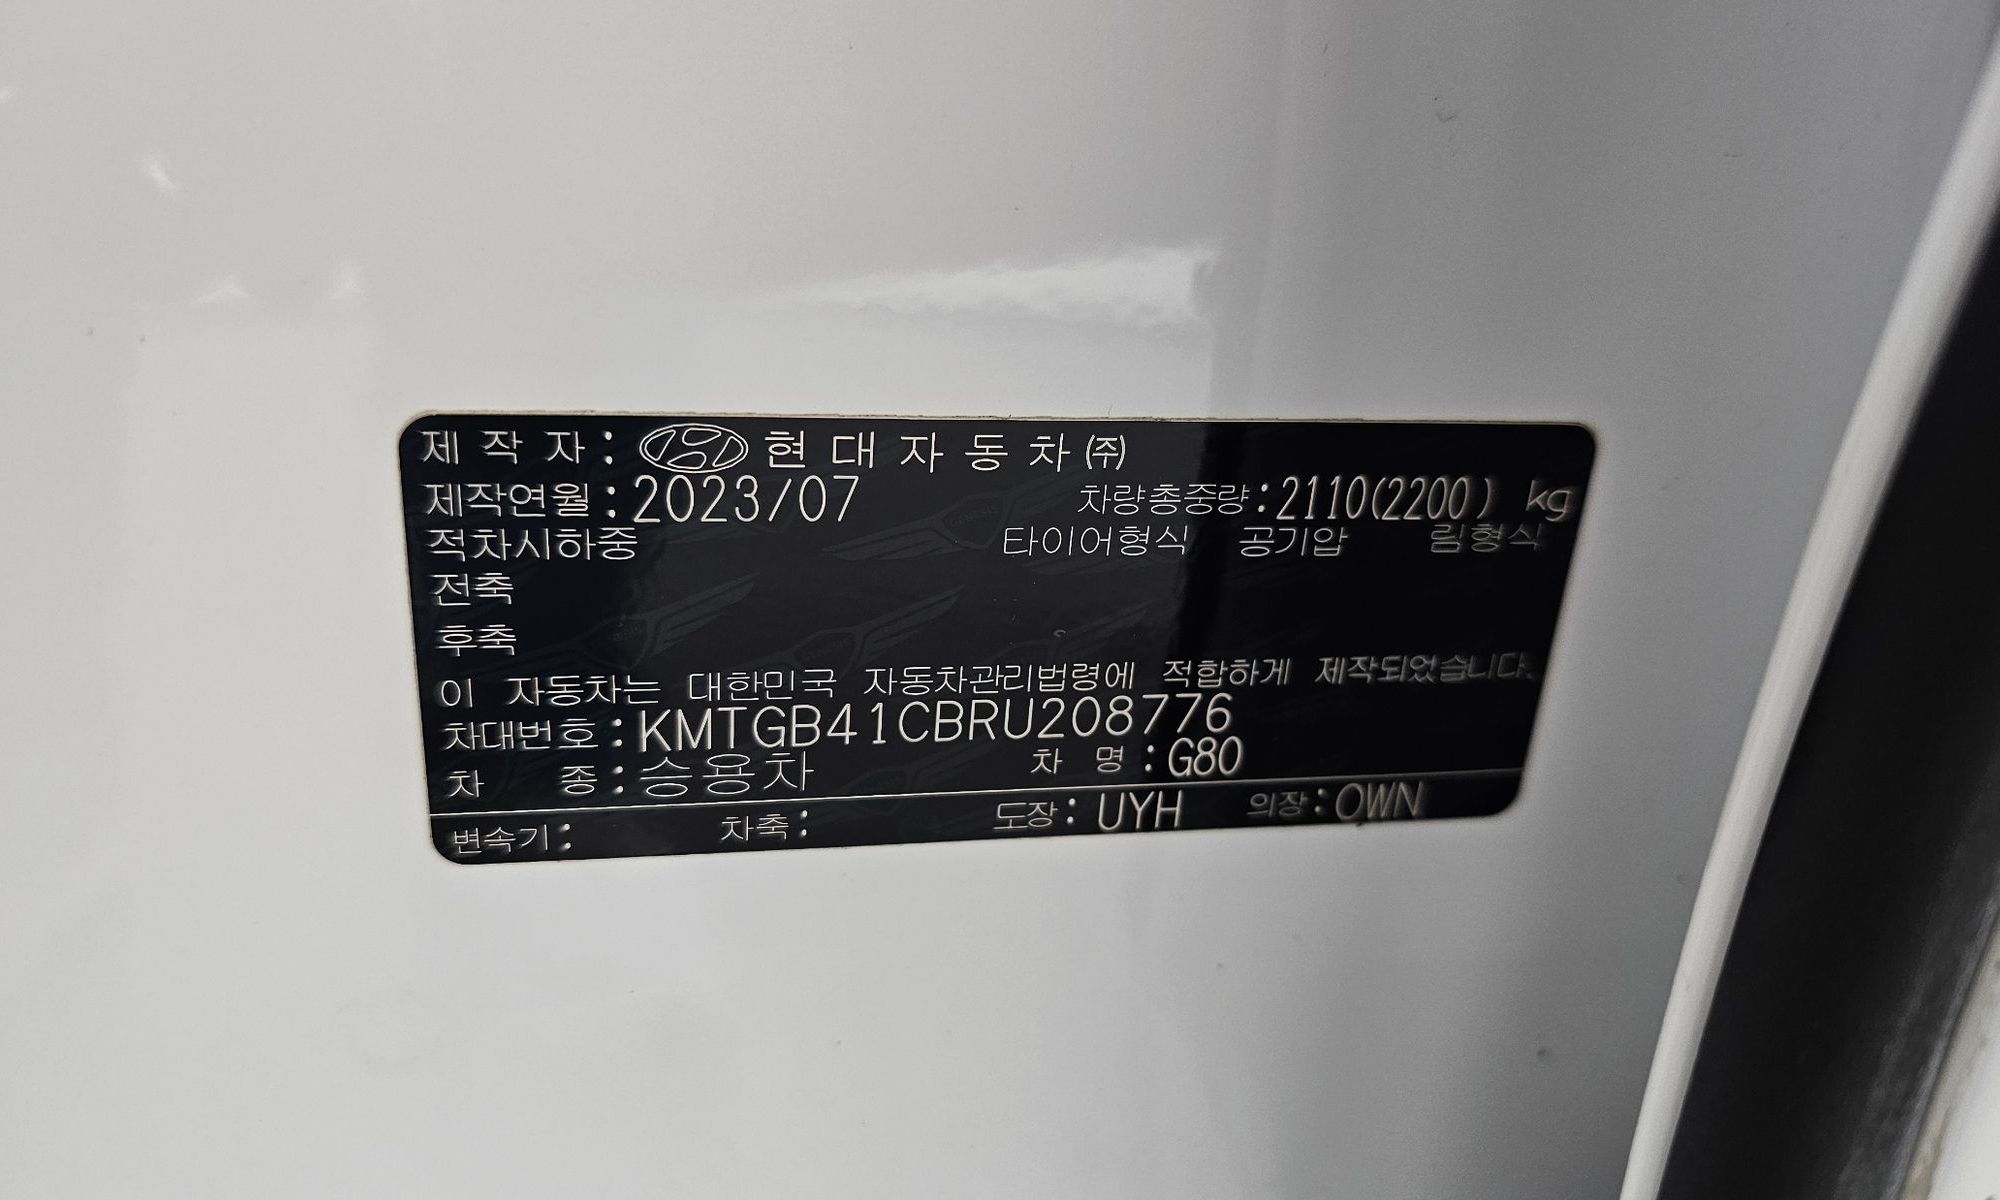 제 작 자 : 현 대 자 동 차 ㈜
제작연월 : 2023/07 차량총중량 : 2110(2200) kg
적차시하중 타이어형식 공기압 림형식
전축
후축
이 자동차는 대한민국 자동차관리법령에 적합하게 제작되었습니다.
차대번호 : KMTGB41CBRU208776
차 종 : 승용차 차 명 : G80
변속기 : 차축 : 도장 : UYH 의장 : OWN